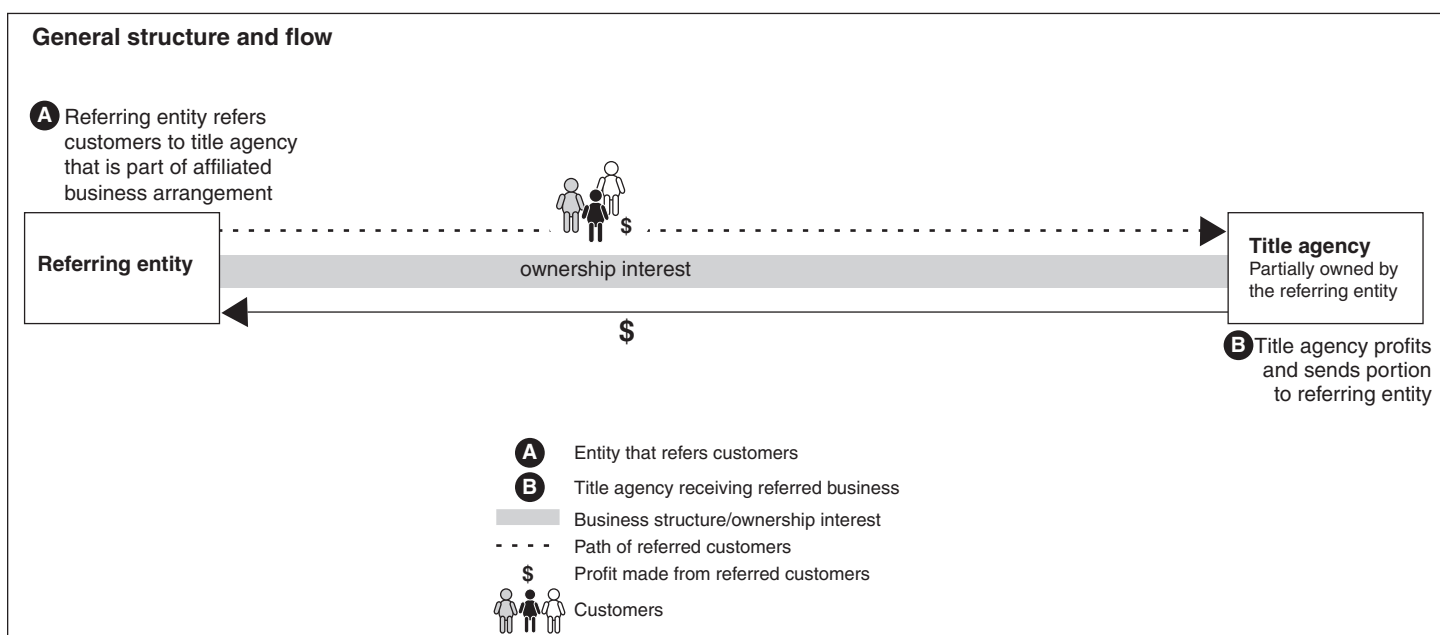 General structure and flow
A Referring entity refers
customers to title agency
that is part of affiliated
business arrangement
$
Referring entity
ownership interest
Title agency
Partially owned by
the referring entity
$
B Title agency profits
and sends portion
to referring entity
A Entity that refers customers
B Title agency receiving referred business
Business structure/ownership interest
Path of referred customers
$ Profit made from referred customers
Customers